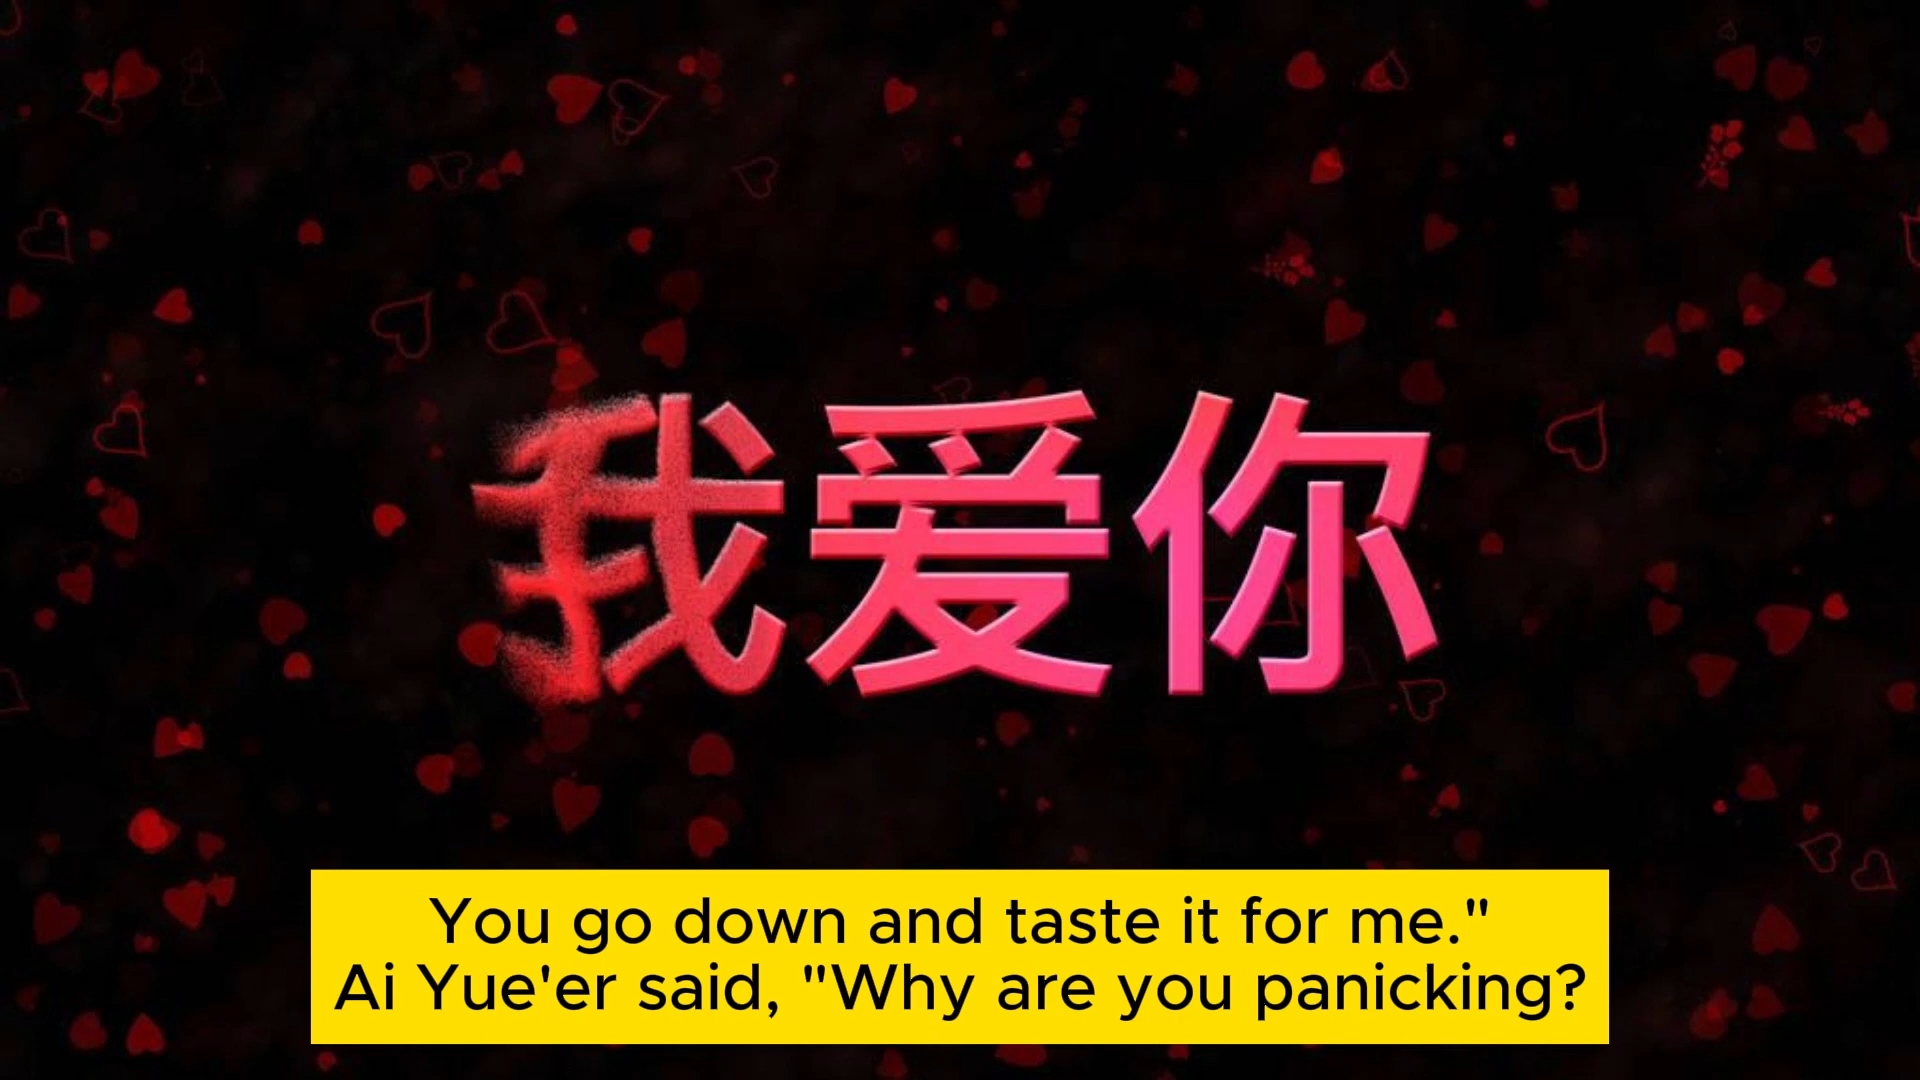 我爱你
You go down and taste it for me."
Ai Yue'er said, "Why are you panicking?